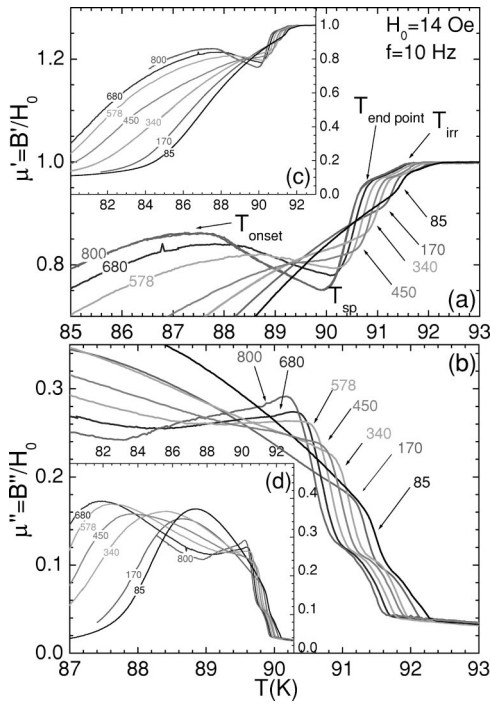 H₀=14 Oe
f=10 Hz
μ'=B'/H₀
1.2
1.0
0.8
85 86 87 88 89 90 91 92 93
(a)
T end point
T irr
T onset
T sp
800
680
578
85
170
340
450
(c)
1.0
0.8
0.6
0.4
0.2
0.0
82 84 86 88 90 92
800
680
578
450
340
170
85
μ''=B''/H₀
0.3
0.2
0.1
0.0
87 88 89 90 91 92 93
T(K)
(b)
800
680
578
450
340
170
85
(d)
82 84 86 88 90 92
0.4
0.3
0.2
0.1
0.0
680
578
450
340
170
85
800